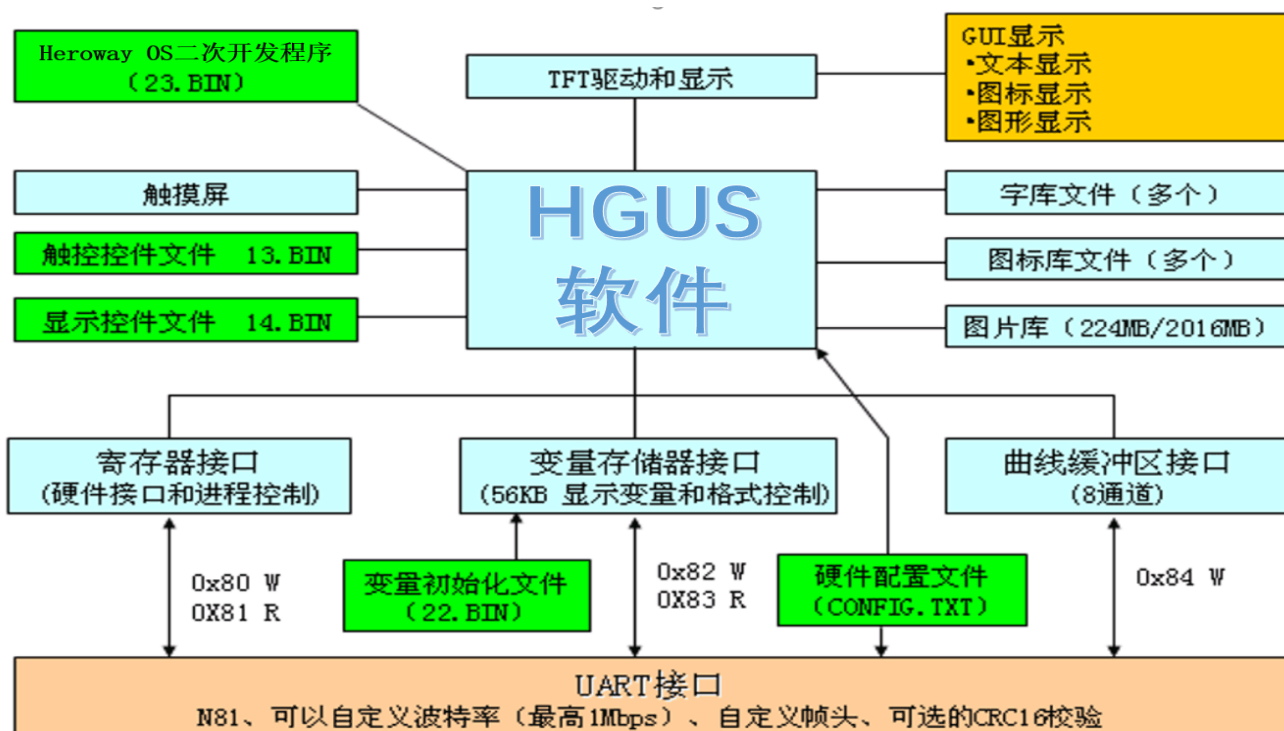 Heroway OS二次开发程序
（23.BIN）
TFT驱动和显示
GUI显示
•文本显示
•图标显示
•图形显示
触摸屏
触控控件文件 13.BIN
显示控件文件 14.BIN
HGUS
软件
字库文件（多个）
图标库文件（多个）
图片库（224MB/2016MB）
寄存器接口
(硬件接口和进程控制)
变量存储器接口
(56KB 显示变量和格式控制)
曲线缓冲区接口
(8通道)
0x80 W
0X81 R
变量初始化文件
（22.BIN）
0x82 W
0X83 R
硬件配置文件
（CONFIG.TXT）
0x84 W
UART接口
N81、可以自定义波特率（最高1Mbps）、自定义帧头、可选的CRC16校验